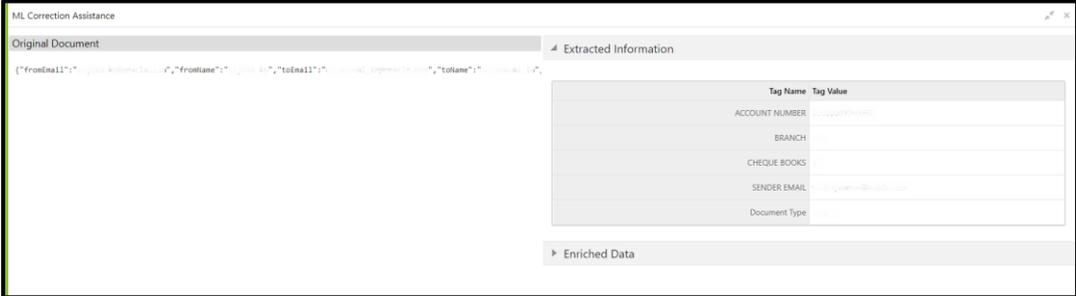 ML Correction Assistance
Original Document
{"fromEmail":" ","fromName":" ","toEmail":" ","toName":" ",
Extracted Information
Tag Name Tag Value
ACCOUNT NUMBER
BRANCH
CHEQUE BOOKS
SENDER EMAIL
Document Type
Enriched Data